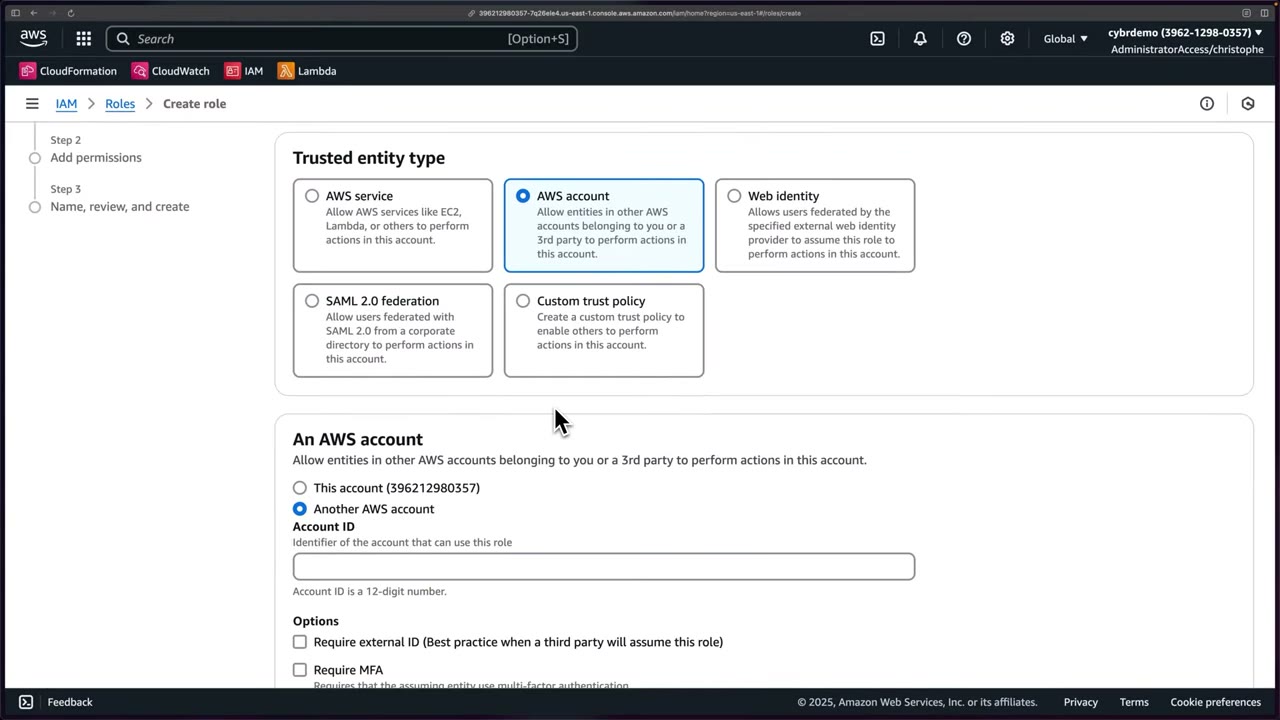 396212980357-7q26ele4.us-east-1.console.aws.amazon.com/iam/home?region=us-east-1#/roles/create
aws
Search
[Option+S]
Global
cybrdemo (3962-1298-0357)
AdministratorAccess/christophe
CloudFormation
CloudWatch
IAM
Lambda
IAM
Roles
Create role
Step 2
Add permissions
Step 3
Name, review, and create
Trusted entity type
AWS service
Allow AWS services like EC2,
Lambda, or others to perform
actions in this account.
AWS account
Allow entities in other AWS
accounts belonging to you or a
3rd party to perform actions in
this account.
Web identity
Allows users federated by the
specified external web identity
provider to assume this role to
perform actions in this account.
SAML 2.0 federation
Allow users federated with
SAML 2.0 from a corporate
directory to perform actions in
this account.
Custom trust policy
Create a custom trust policy to
enable others to perform
actions in this account.
An AWS account
Allow entities in other AWS accounts belonging to you or a 3rd party to perform actions in this account.
This account (396212980357)
Another AWS account
Account ID
Identifier of the account that can use this role
Account ID is a 12-digit number.
Options
Require external ID (Best practice when a third party will assume this role)
Require MFA
Requires that the assuming entity use multi-factor authentication.
Feedback
© 2025, Amazon Web Services, Inc. or its affiliates.
Privacy
Terms
Cookie preferences